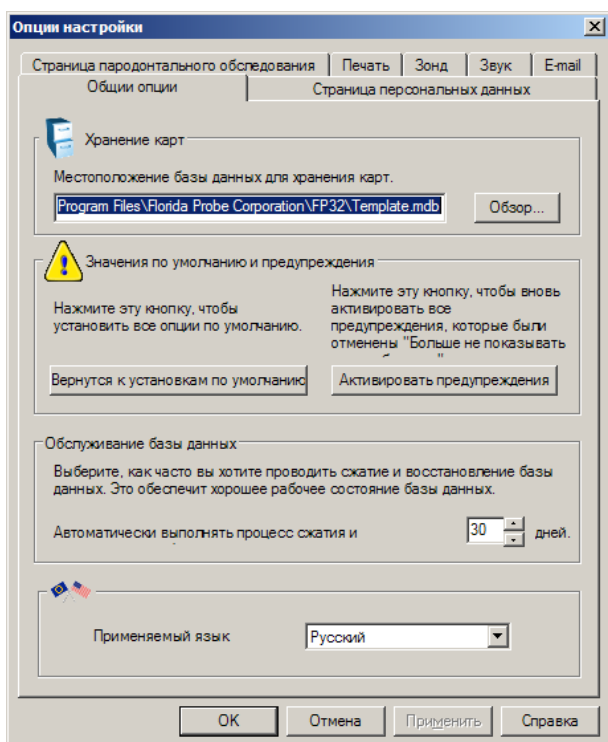 Опции настройки
Страница пародонтального обследования Печать Зонд Звук E-mail
Общии опции Страница персональных данных
Хранение карт
Местоположение базы данных для хранения карт.
Program Files\Florida Probe Corporation\FP32\Template.mdb Обзор...
Значения по умолчанию и предупреждения
Нажмите эту кнопку, чтобы
установить все опции по умолчанию.
Нажмите эту кнопку, чтобы вновь
активировать все
предупреждения, которые были
отменены "Больше не показывать
Вернутся к установкам по умолчанию Активировать предупреждения
Обслуживание базы данных
Выберите, как часто вы хотите проводить сжатие и восстановление базы
данных. Это обеспечит хорошее рабочее состояние базы данных.
Автоматически выполнять процесс сжатия и 30 дней.
Применяемый язык Русский
OK Отмена Применить Справка